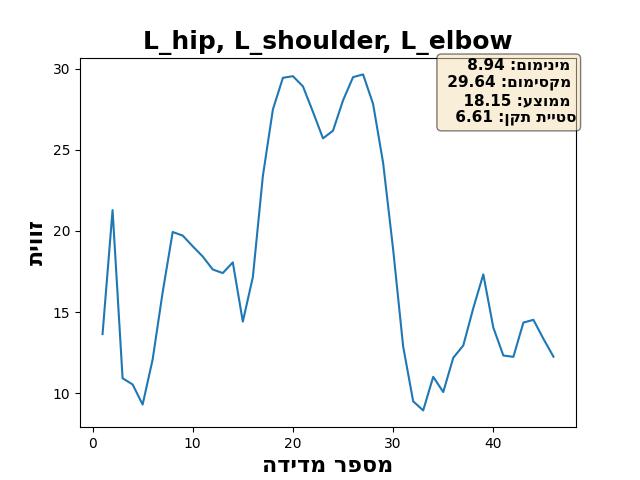 L_hip, L_shoulder, L_elbow
מינימום: 8.94
מקסימום: 29.64
ממוצע: 18.15
סטיית תקן: 6.61
זווית
30
25
20
15
10
0 10 20 30 40
מספר מדידה